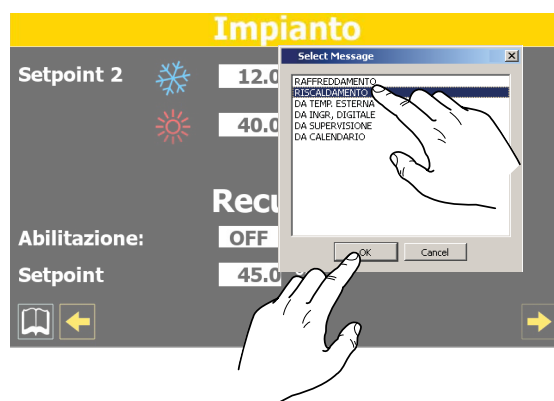 Impianto
Select Message
Setpoint 2
12.0
40.0
RAFFREDDAMENTO
RISCALDAMENTO
DA TEMP. ESTERNA
DA INGR, DIGITALE
DA SUPERVISIONE
DA CALENDARIO
OK
Cancel
Abilitazione:
OFF
Setpoint
45.0